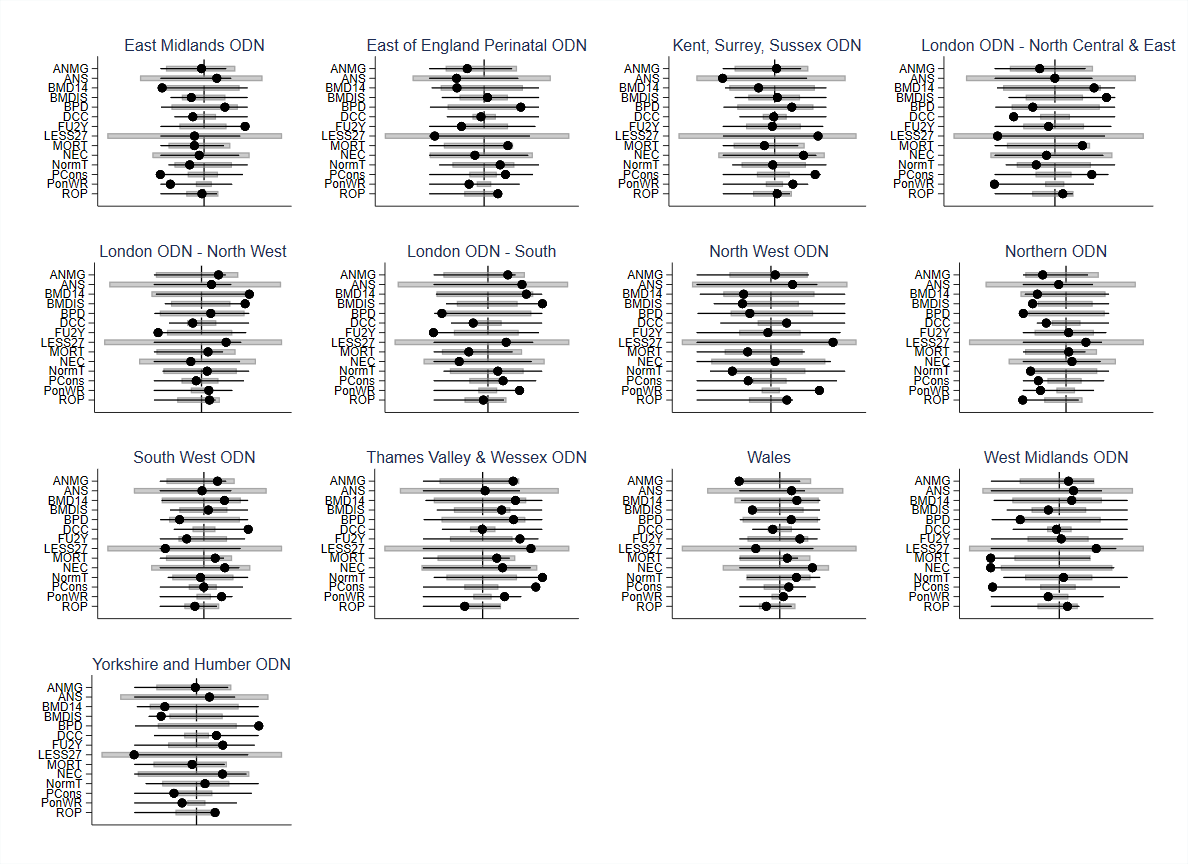 East Midlands ODN
ANMG
ANS
BMD14
BMDIS
BPD
DCC
FU2Y
LESS27
MORT
NEC
NormT
PCons
PonWR
ROP
East of England Perinatal ODN
ANMG
ANS
BMD14
BMDIS
BPD
DCC
FU2Y
LESS27
MORT
NEC
NormT
PCons
PonWR
ROP
Kent, Surrey, Sussex ODN
ANMG
ANS
BMD14
BMDIS
BPD
DCC
FU2Y
LESS27
MORT
NEC
NormT
PCons
PonWR
ROP
London ODN - North Central & East
ANMG
ANS
BMD14
BMDIS
BPD
DCC
FU2Y
LESS27
MORT
NEC
NormT
PCons
PonWR
ROP
London ODN - North West
ANMG
ANS
BMD14
BMDIS
BPD
DCC
FU2Y
LESS27
MORT
NEC
NormT
PCons
PonWR
ROP
London ODN - South
ANMG
ANS
BMD14
BMDIS
BPD
DCC
FU2Y
LESS27
MORT
NEC
NormT
PCons
PonWR
ROP
North West ODN
ANMG
ANS
BMD14
BMDIS
BPD
DCC
FU2Y
LESS27
MORT
NEC
NormT
PCons
PonWR
ROP
Northern ODN
ANMG
ANS
BMD14
BMDIS
BPD
DCC
FU2Y
LESS27
MORT
NEC
NormT
PCons
PonWR
ROP
South West ODN
ANMG
ANS
BMD14
BMDIS
BPD
DCC
FU2Y
LESS27
MORT
NEC
NormT
PCons
PonWR
ROP
Thames Valley & Wessex ODN
ANMG
ANS
BMD14
BMDIS
BPD
DCC
FU2Y
LESS27
MORT
NEC
NormT
PCons
PonWR
ROP
Wales
ANMG
ANS
BMD14
BMDIS
BPD
DCC
FU2Y
LESS27
MORT
NEC
NormT
PCons
PonWR
ROP
West Midlands ODN
ANMG
ANS
BMD14
BMDIS
BPD
DCC
FU2Y
LESS27
MORT
NEC
NormT
PCons
PonWR
ROP
Yorkshire and Humber ODN
ANMG
ANS
BMD14
BMDIS
BPD
DCC
FU2Y
LESS27
MORT
NEC
NormT
PCons
PonWR
ROP